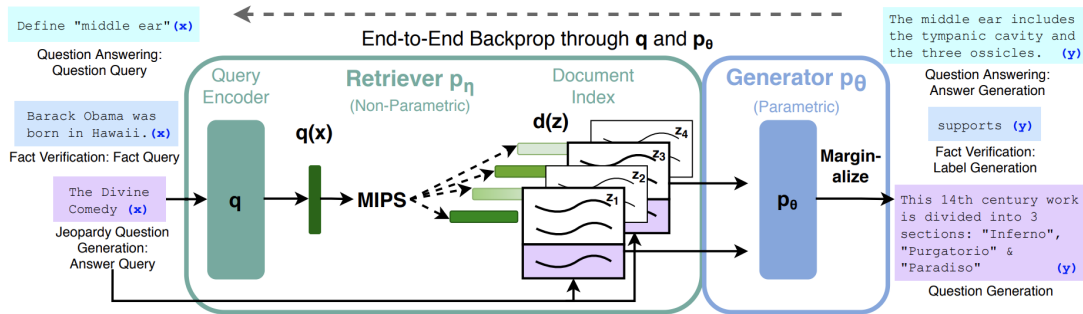 Define "middle ear" (x)
Question Answering:
Question Query
Barack Obama was
born in Hawaii. (x)
Fact Verification: Fact Query
The Divine
Comedy (x)
Jeopardy Question
Generation:
Answer Query
End-to-End Backprop through q and pθ
Query
Encoder
q
q(x)
Retriever pη
(Non-Parametric)
MIPS
Document
Index
d(z)
z4
z3
z2
z1
Generator pθ
(Parametric)
pθ
Margin-
alize
The middle ear includes
the tympanic cavity and
the three ossicles. (y)
Question Answering:
Answer Generation
supports (y)
Fact Verification:
Label Generation
This 14th century work
is divided into 3
sections: "Inferno",
"Purgatorio" &
"Paradiso" (y)
Question Generation